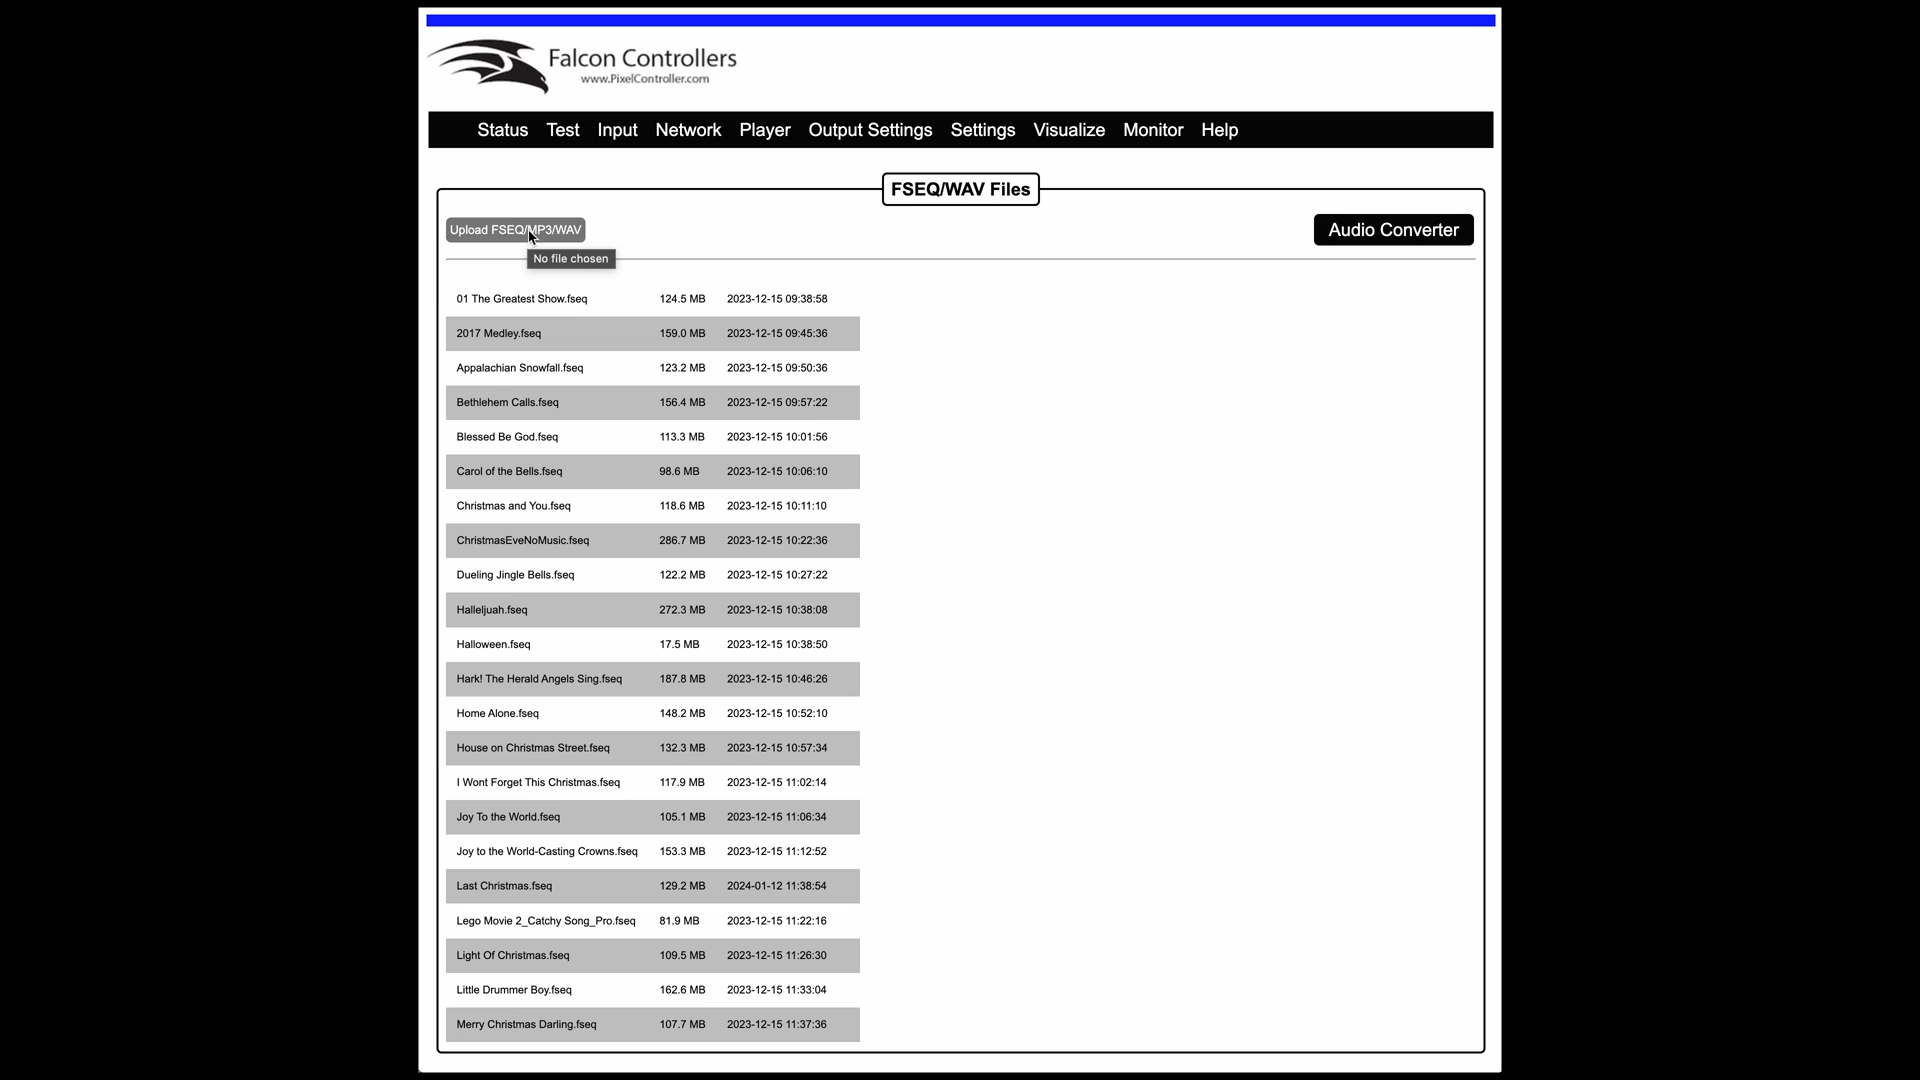 Falcon Controllers
www.PixelController.com
Status Test Input Network Player Output Settings Settings Visualize Monitor Help
FSEQ/WAV Files
Upload FSEQ/MP3/WAV
Audio Converter
No file chosen
01 The Greatest Show.fseq 124.5 MB 2023-12-15 09:38:58
2017 Medley.fseq 159.0 MB 2023-12-15 09:45:36
Appalachian Snowfall.fseq 123.2 MB 2023-12-15 09:50:36
Bethlehem Calls.fseq 156.4 MB 2023-12-15 09:57:22
Blessed Be God.fseq 113.3 MB 2023-12-15 10:01:56
Carol of the Bells.fseq 98.6 MB 2023-12-15 10:06:10
Christmas and You.fseq 118.6 MB 2023-12-15 10:11:10
ChristmasEveNoMusic.fseq 286.7 MB 2023-12-15 10:22:36
Dueling Jingle Bells.fseq 122.2 MB 2023-12-15 10:27:22
Halleljuah.fseq 272.3 MB 2023-12-15 10:38:08
Halloween.fseq 17.5 MB 2023-12-15 10:38:50
Hark! The Herald Angels Sing.fseq 187.8 MB 2023-12-15 10:46:26
Home Alone.fseq 148.2 MB 2023-12-15 10:52:10
House on Christmas Street.fseq 132.3 MB 2023-12-15 10:57:34
I Wont Forget This Christmas.fseq 117.9 MB 2023-12-15 11:02:14
Joy To the World.fseq 105.1 MB 2023-12-15 11:06:34
Joy to the World-Casting Crowns.fseq 153.3 MB 2023-12-15 11:12:52
Last Christmas.fseq 129.2 MB 2024-01-12 11:38:54
Lego Movie 2_Catchy Song_Pro.fseq 81.9 MB 2023-12-15 11:22:16
Light Of Christmas.fseq 109.5 MB 2023-12-15 11:26:30
Little Drummer Boy.fseq 162.6 MB 2023-12-15 11:33:04
Merry Christmas Darling.fseq 107.7 MB 2023-12-15 11:37:36